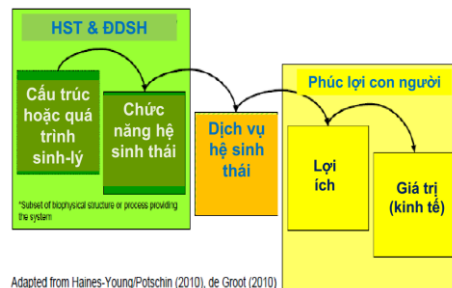 HST & ĐDSH
Cấu trúc
hoặc quá
trình
sinh-lý
Chức
năng hệ
sinh thái
*Subset of biophysical structure or process providing
the system
Dịch vụ
hệ sinh
thái
Phúc lợi con người
Lợi
ích
Giá trị
(kinh tế)
Adapted from Haines-Young/Potschin (2010), de Groot (2010)